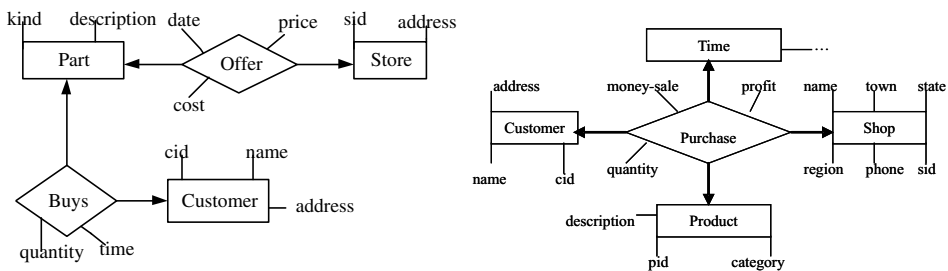 kind description date price sid address
Part Offer Store
cost
cid name
Buys Customer address
quantity time
Time ...
address money-sale profit name town state
Customer Purchase Shop
name cid quantity region phone sid
description Product
pid category